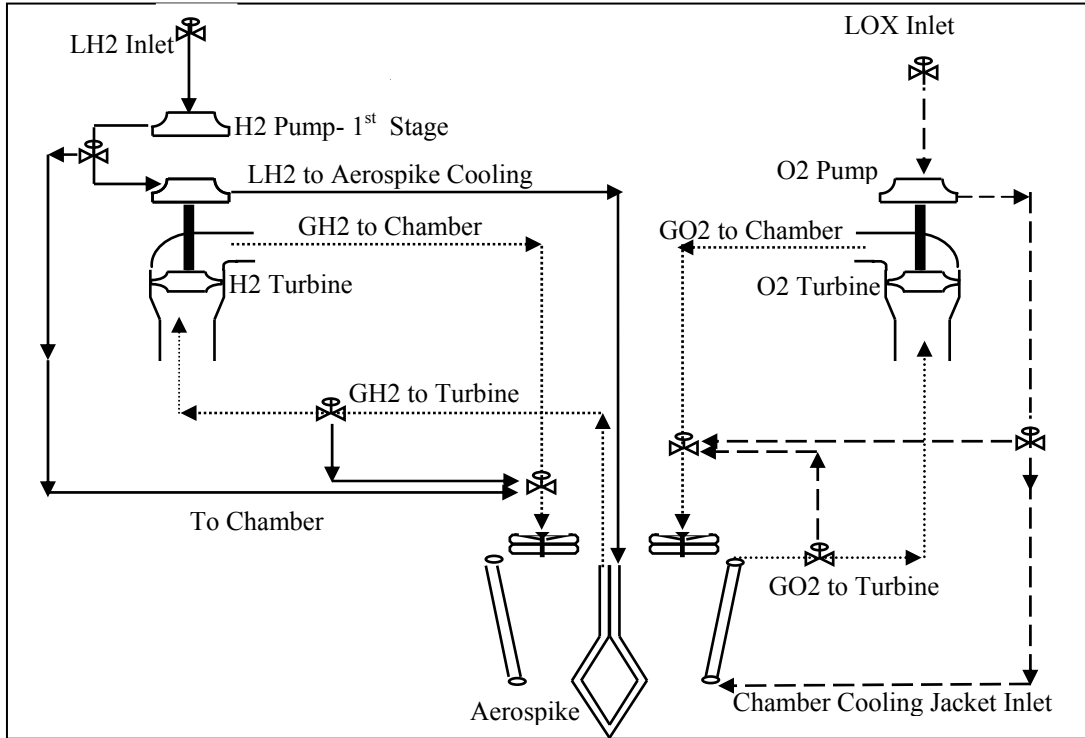 LH2 Inlet
LOX Inlet
H2 Pump- 1st Stage
LH2 to Aerospike Cooling
O2 Pump
GH2 to Chamber
GO2 to Chamber
H2 Turbine
O2 Turbine
GH2 to Turbine
To Chamber
GO2 to Turbine
Aerospike
Chamber Cooling Jacket Inlet